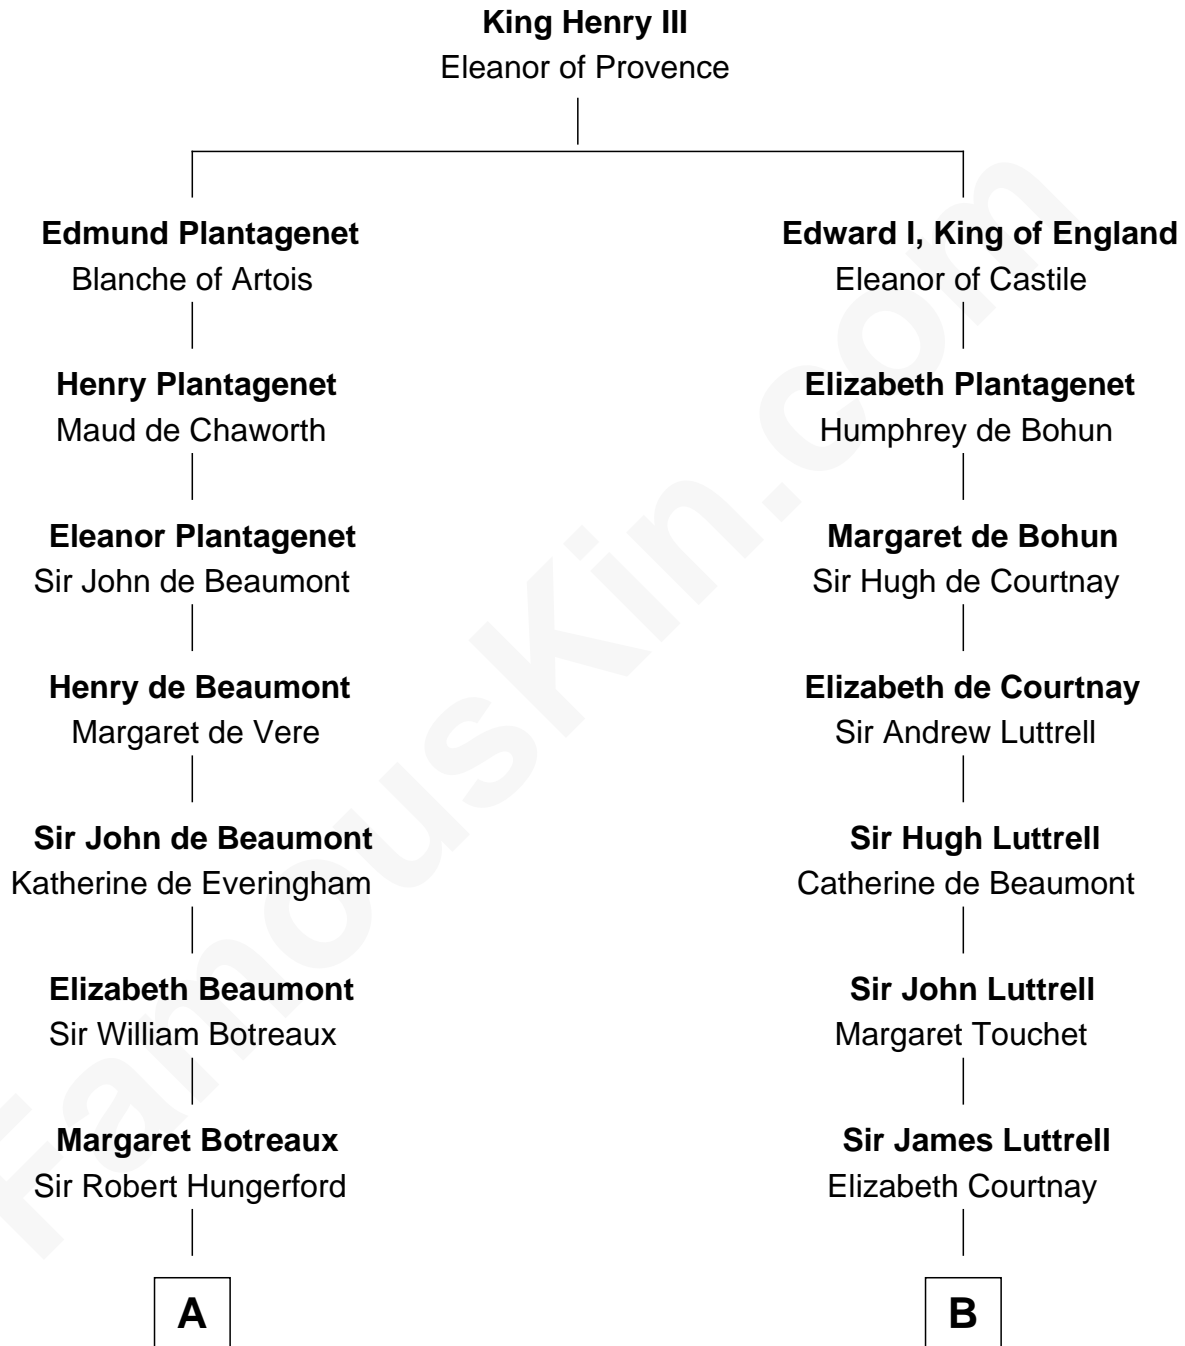 King Henry III
Eleanor of Provence
Edmund Plantagenet
Blanche of Artois
Edward I, King of England
Eleanor of Castile
Henry Plantagenet
Maud de Chaworth
Elizabeth Plantagenet
Humphrey de Bohun
Eleanor Plantagenet
Sir John de Beaumont
Margaret de Bohun
Sir Hugh de Courtnay
Henry de Beaumont
Margaret de Vere
Elizabeth de Courtnay
Sir Andrew Luttrell
Sir John de Beaumont
Katherine de Everingham
Sir Hugh Luttrell
Catherine de Beaumont
Elizabeth Beaumont
Sir William Botreaux
Sir John Luttrell
Margaret Touchet
Margaret Botreaux
Sir Robert Hungerford
Sir James Luttrell
Elizabeth Courtnay
A
B
FamousKin.com